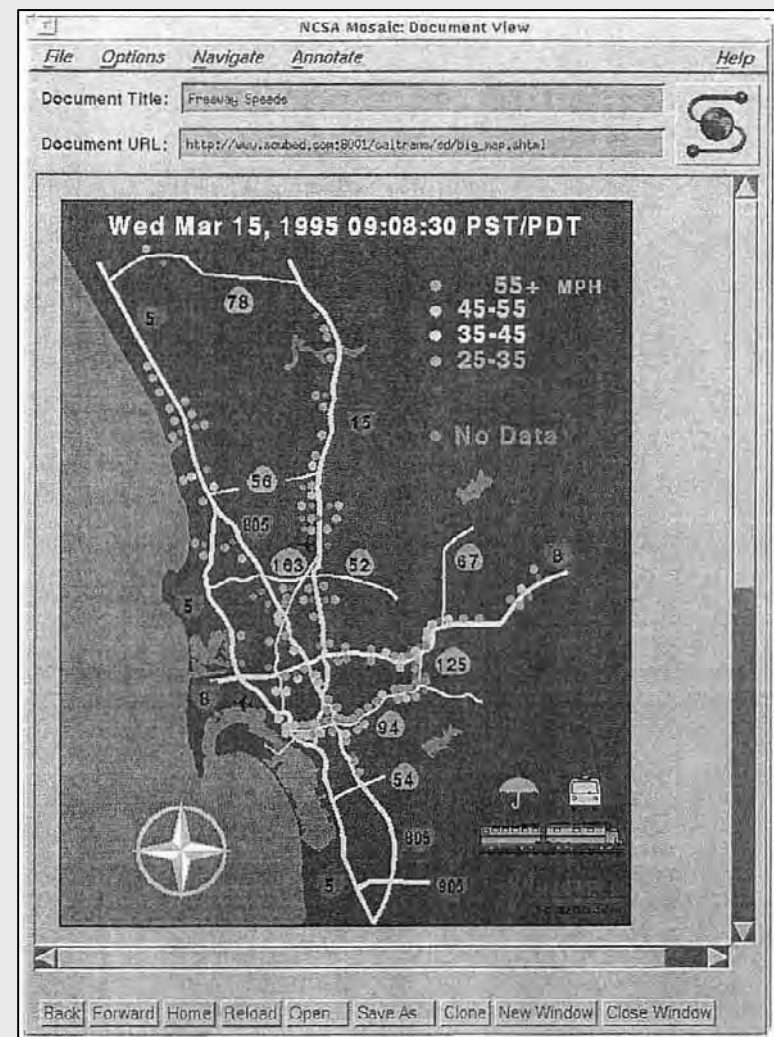 NCSA Mosaic: Document View
File Options Navigate Annotate Help
Document Title: Freeway Speeds
Document URL: http://www.scubed.com:8001/caltrans/sd/big_map.shtml
Wed Mar 15, 1995 09:08:30 PST/PDT
55+ MPH
45-55
35-45
25-35
No Data
78
5
15
56
805
163
52
67
8
5
125
8
94
54
805
5
905
Back Forward Home Reload Open... Save As... Clone New Window Close Window